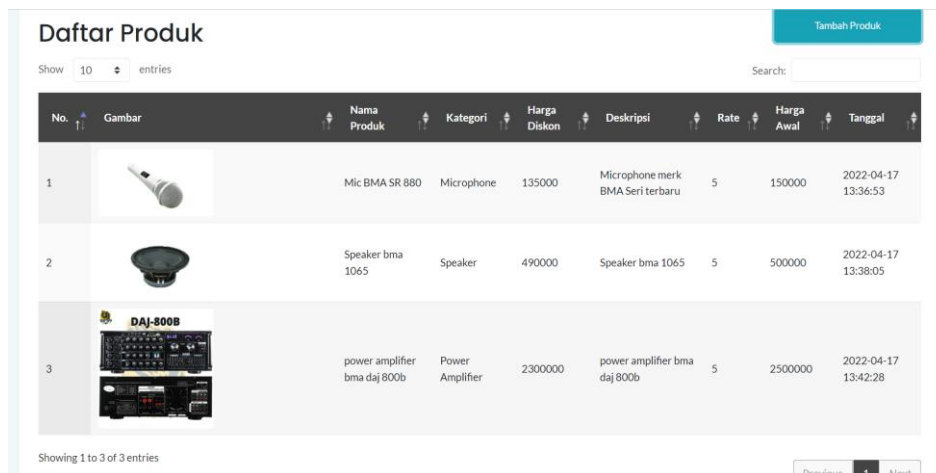 Daftar Produk
Tambah Produk
Show 10 entries
Search:
No. Gambar Nama Produk Kategori Harga Diskon Deskripsi Rate Harga Awal Tanggal
1 Mic BMA SR 880 Microphone 135000 Microphone merk BMA Seri terbaru 5 150000 2022-04-17 13:36:53
2 Speaker bma 1065 Speaker 490000 Speaker bma 1065 5 500000 2022-04-17 13:38:05
DAJ-800B
3 power amplifier bma daj 800b Power Amplifier 2300000 power amplifier bma daj 800b 5 2500000 2022-04-17 13:42:28
Showing 1 to 3 of 3 entries
Previous 1 Next